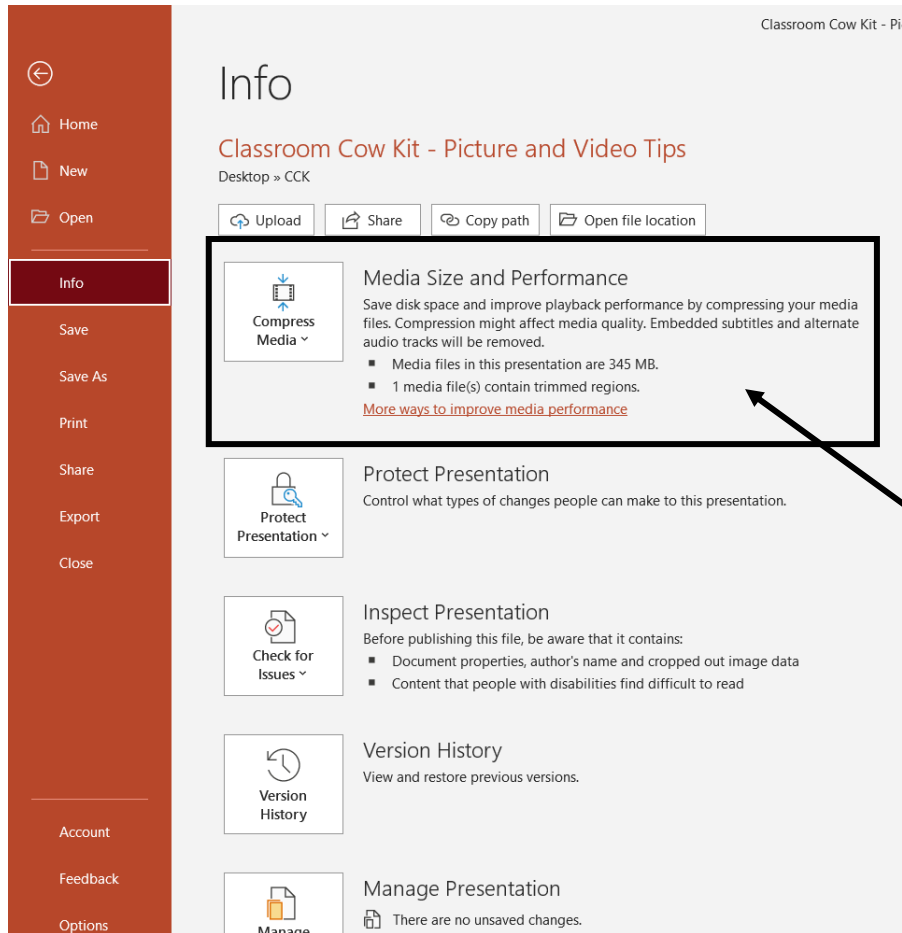 Classroom Cow Kit - Pi
Info
Home
New
Open
Info
Save
Save As
Print
Share
Export
Close
Account
Feedback
Options
Classroom Cow Kit - Picture and Video Tips
Desktop » CCK
Upload
Share
Copy path
Open file location
Compress
Media
Media Size and Performance
Save disk space and improve playback performance by compressing your media
files. Compression might affect media quality. Embedded subtitles and alternate
audio tracks will be removed.
■ Media files in this presentation are 345 MB.
■ 1 media file(s) contain trimmed regions.
More ways to improve media performance
Protect
Presentation
Protect Presentation
Control what types of changes people can make to this presentation.
Check for
Issues
Inspect Presentation
Before publishing this file, be aware that it contains:
■ Document properties, author's name and cropped out image data
■ Content that people with disabilities find difficult to read
Version
History
Version History
View and restore previous versions.
Manage
Manage Presentation
There are no unsaved changes.